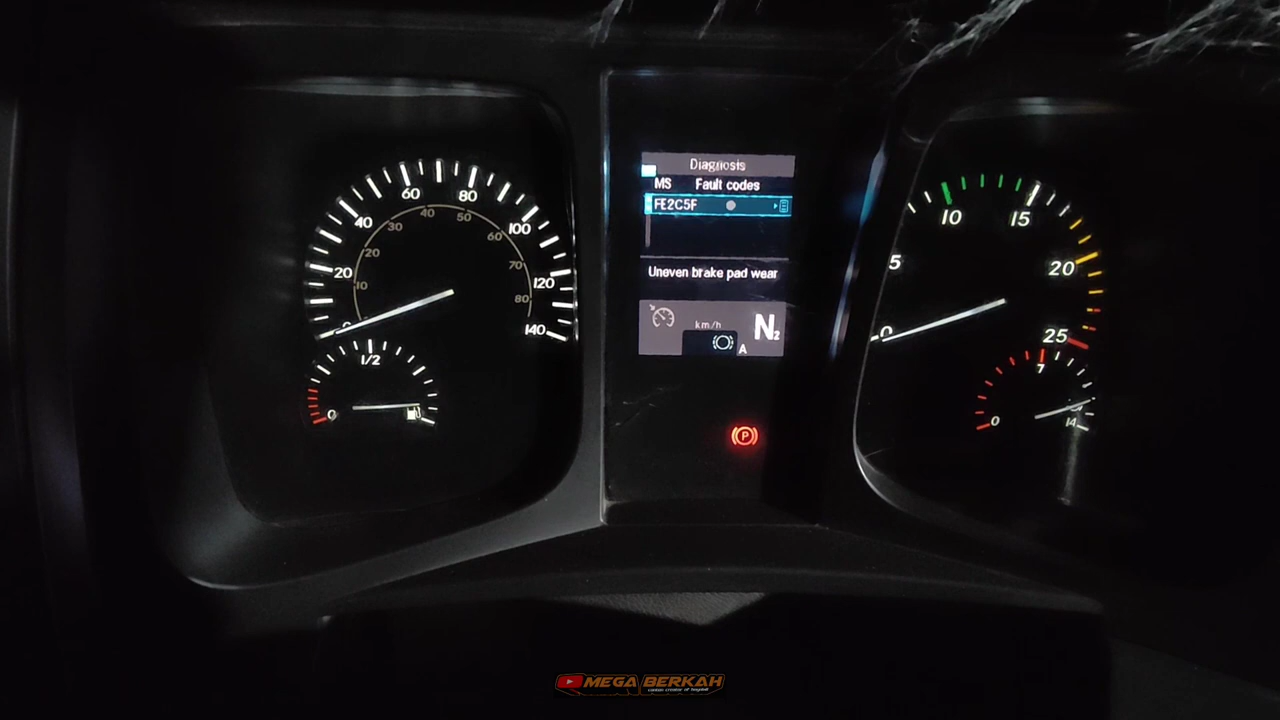 Diagnosis
MS Fault codes
FE2C5F
Uneven brake pad wear
km/h
N2
A
P
0 20 40 60 80 100 120 140
10 20 30 40 50 60 70 80
0 1/2
0 5 10 15 20 25
0 7 14
MEGA BERKAH